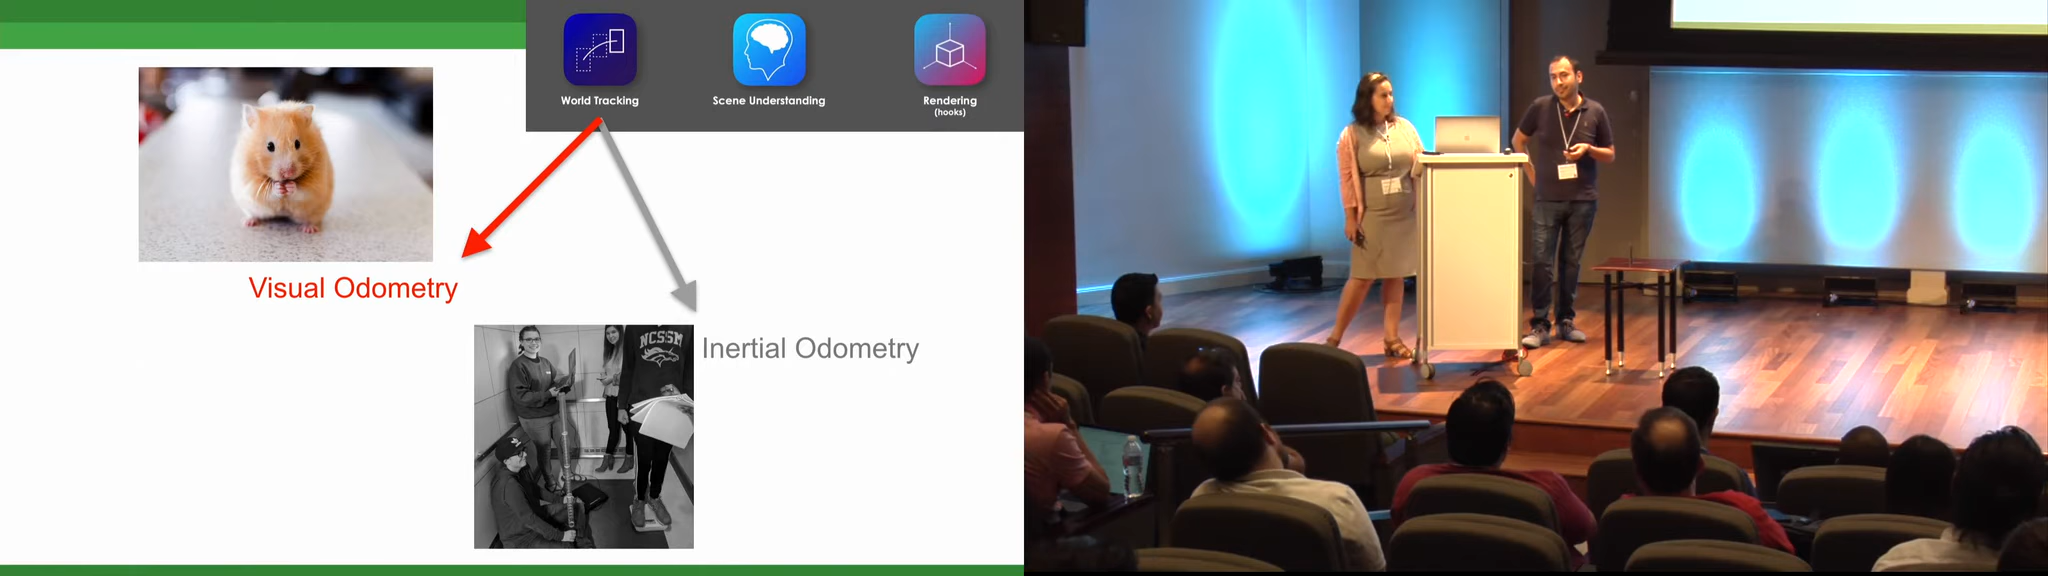 World Tracking
Scene Understanding
Rendering
(hooks)
Visual Odometry
NCSSM
Inertial Odometry